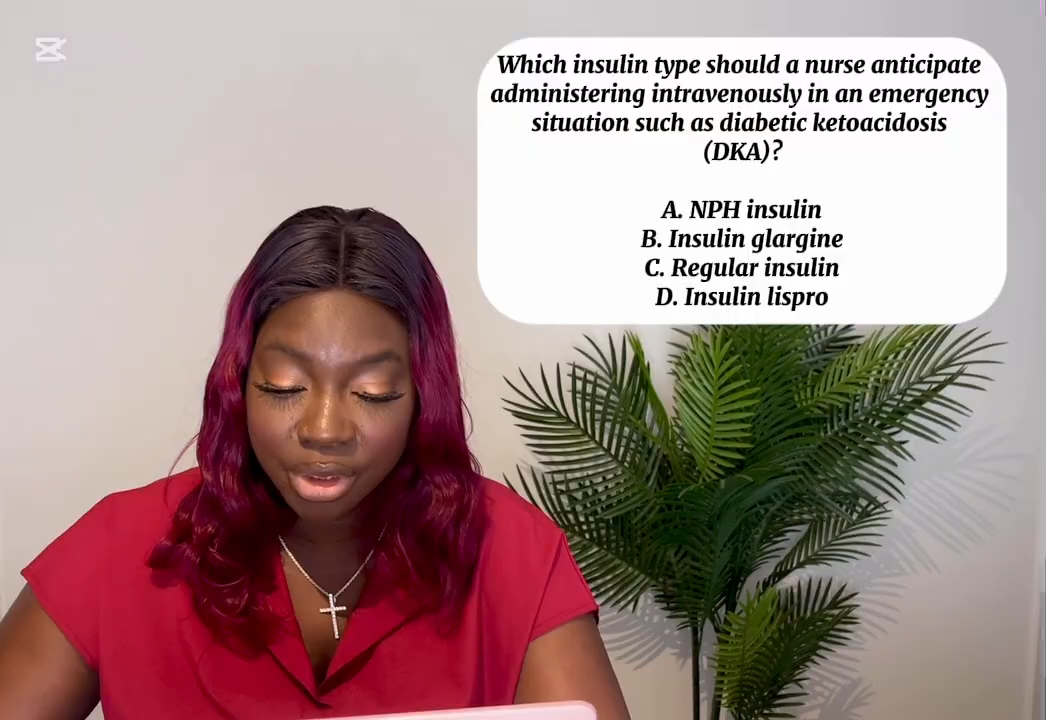 Which insulin type should a nurse anticipate
administering intravenously in an emergency
situation such as diabetic ketoacidosis
(DKA)?
A. NPH insulin
B. Insulin glargine
C. Regular insulin
D. Insulin lispro